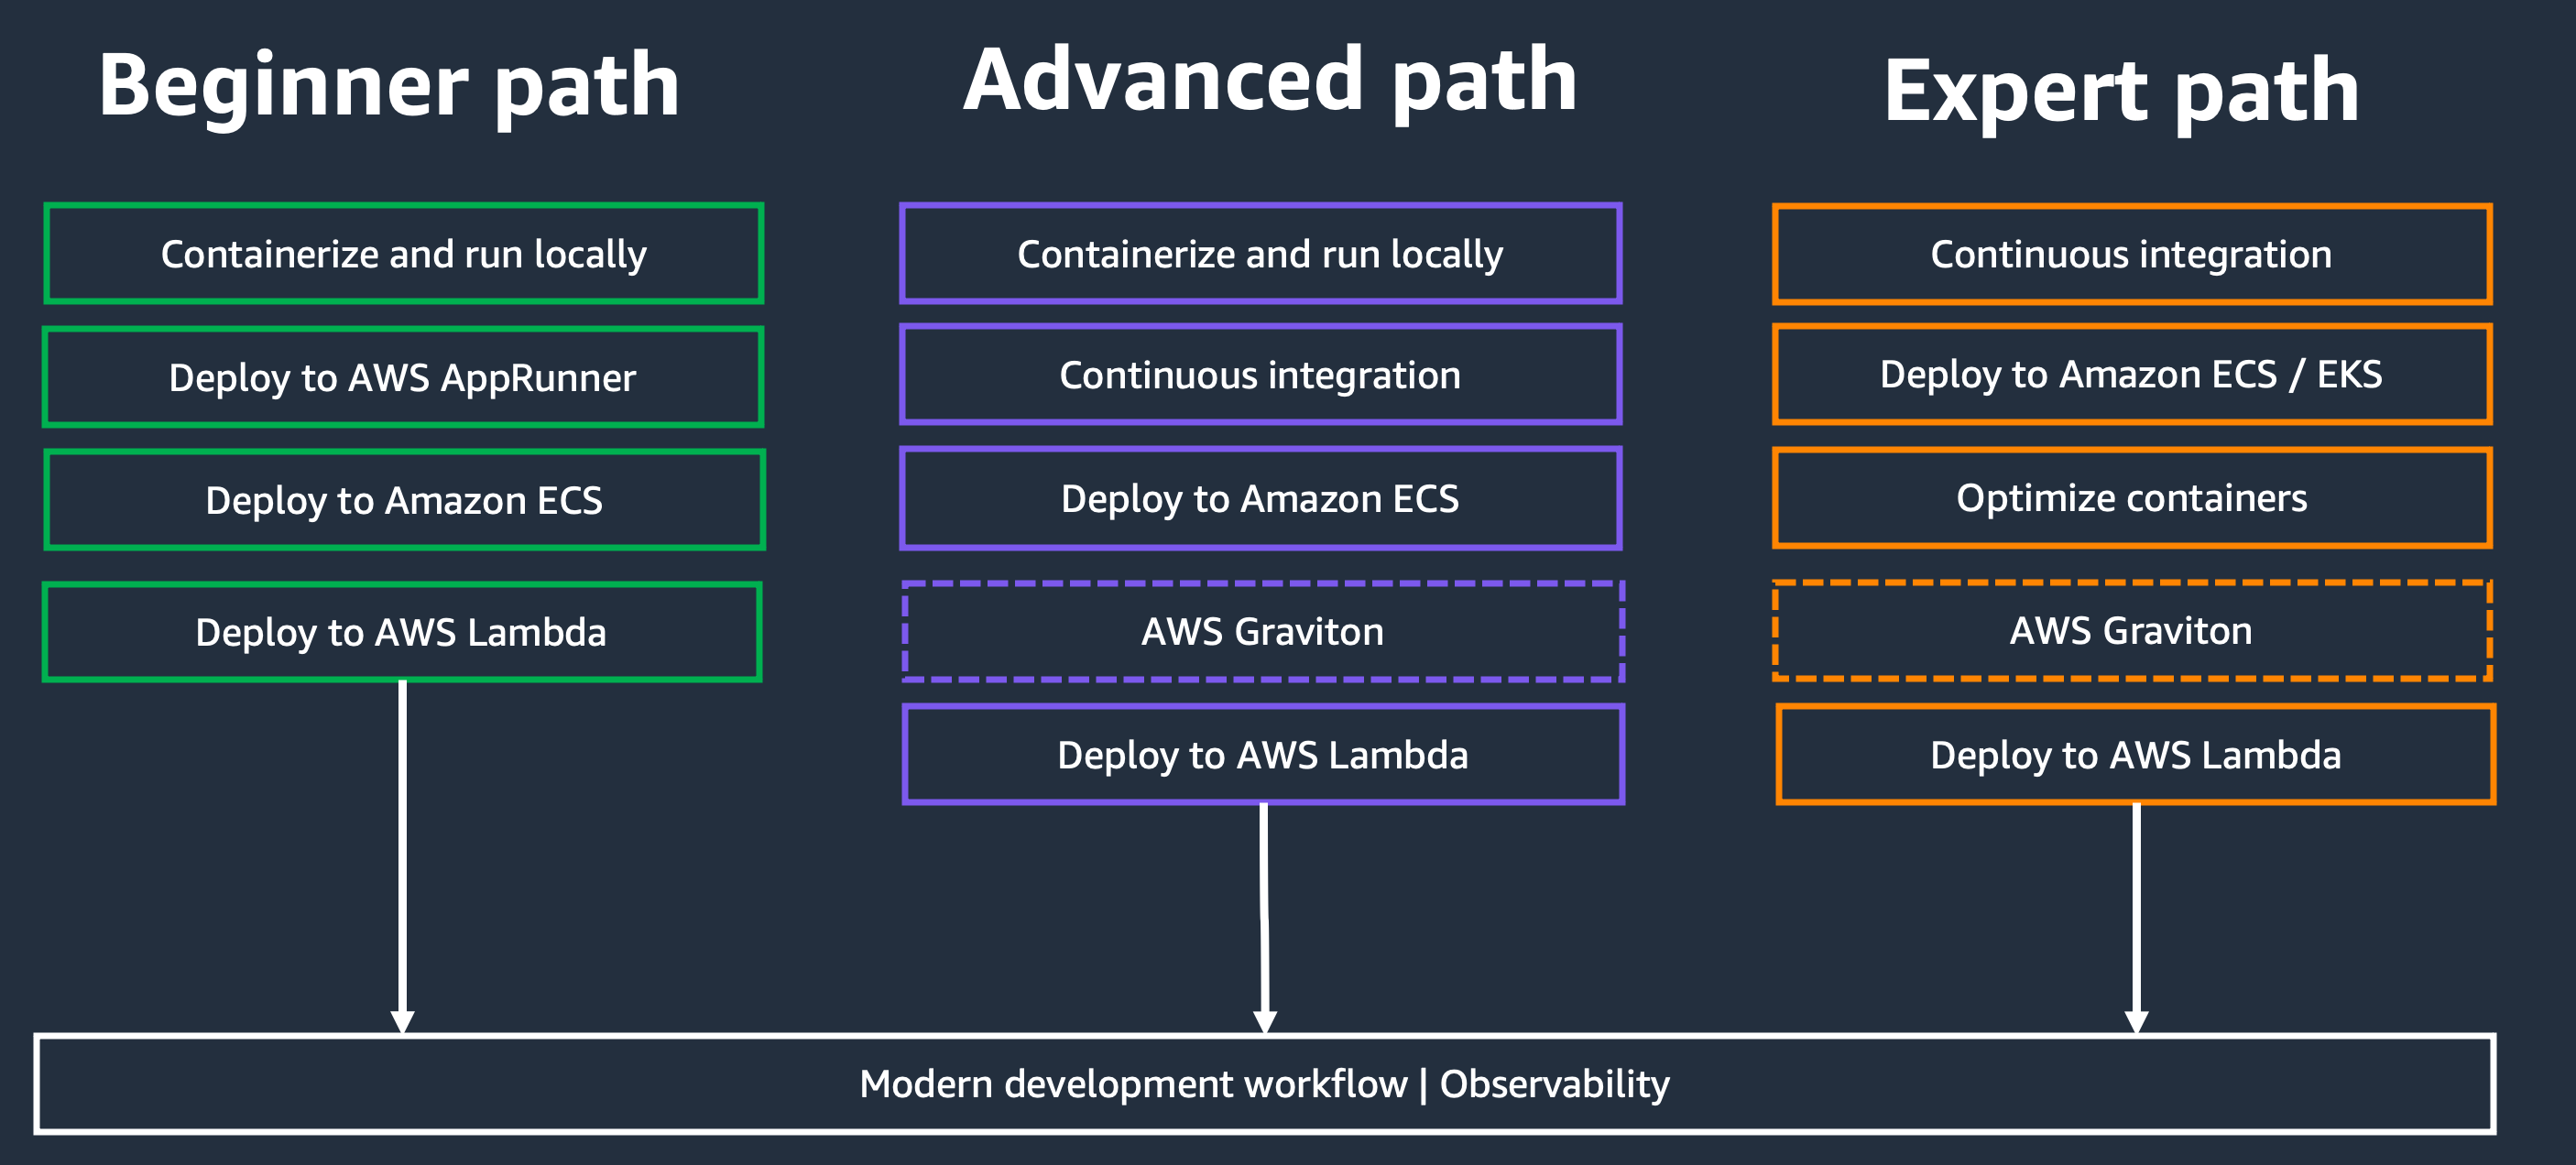 Beginner path
Containerize and run locally
Deploy to AWS AppRunner
Deploy to Amazon ECS
Deploy to AWS Lambda
Advanced path
Containerize and run locally
Continuous integration
Deploy to Amazon ECS
AWS Graviton
Deploy to AWS Lambda
Expert path
Continuous integration
Deploy to Amazon ECS / EKS
Optimize containers
AWS Graviton
Deploy to AWS Lambda
Modern development workflow | Observability